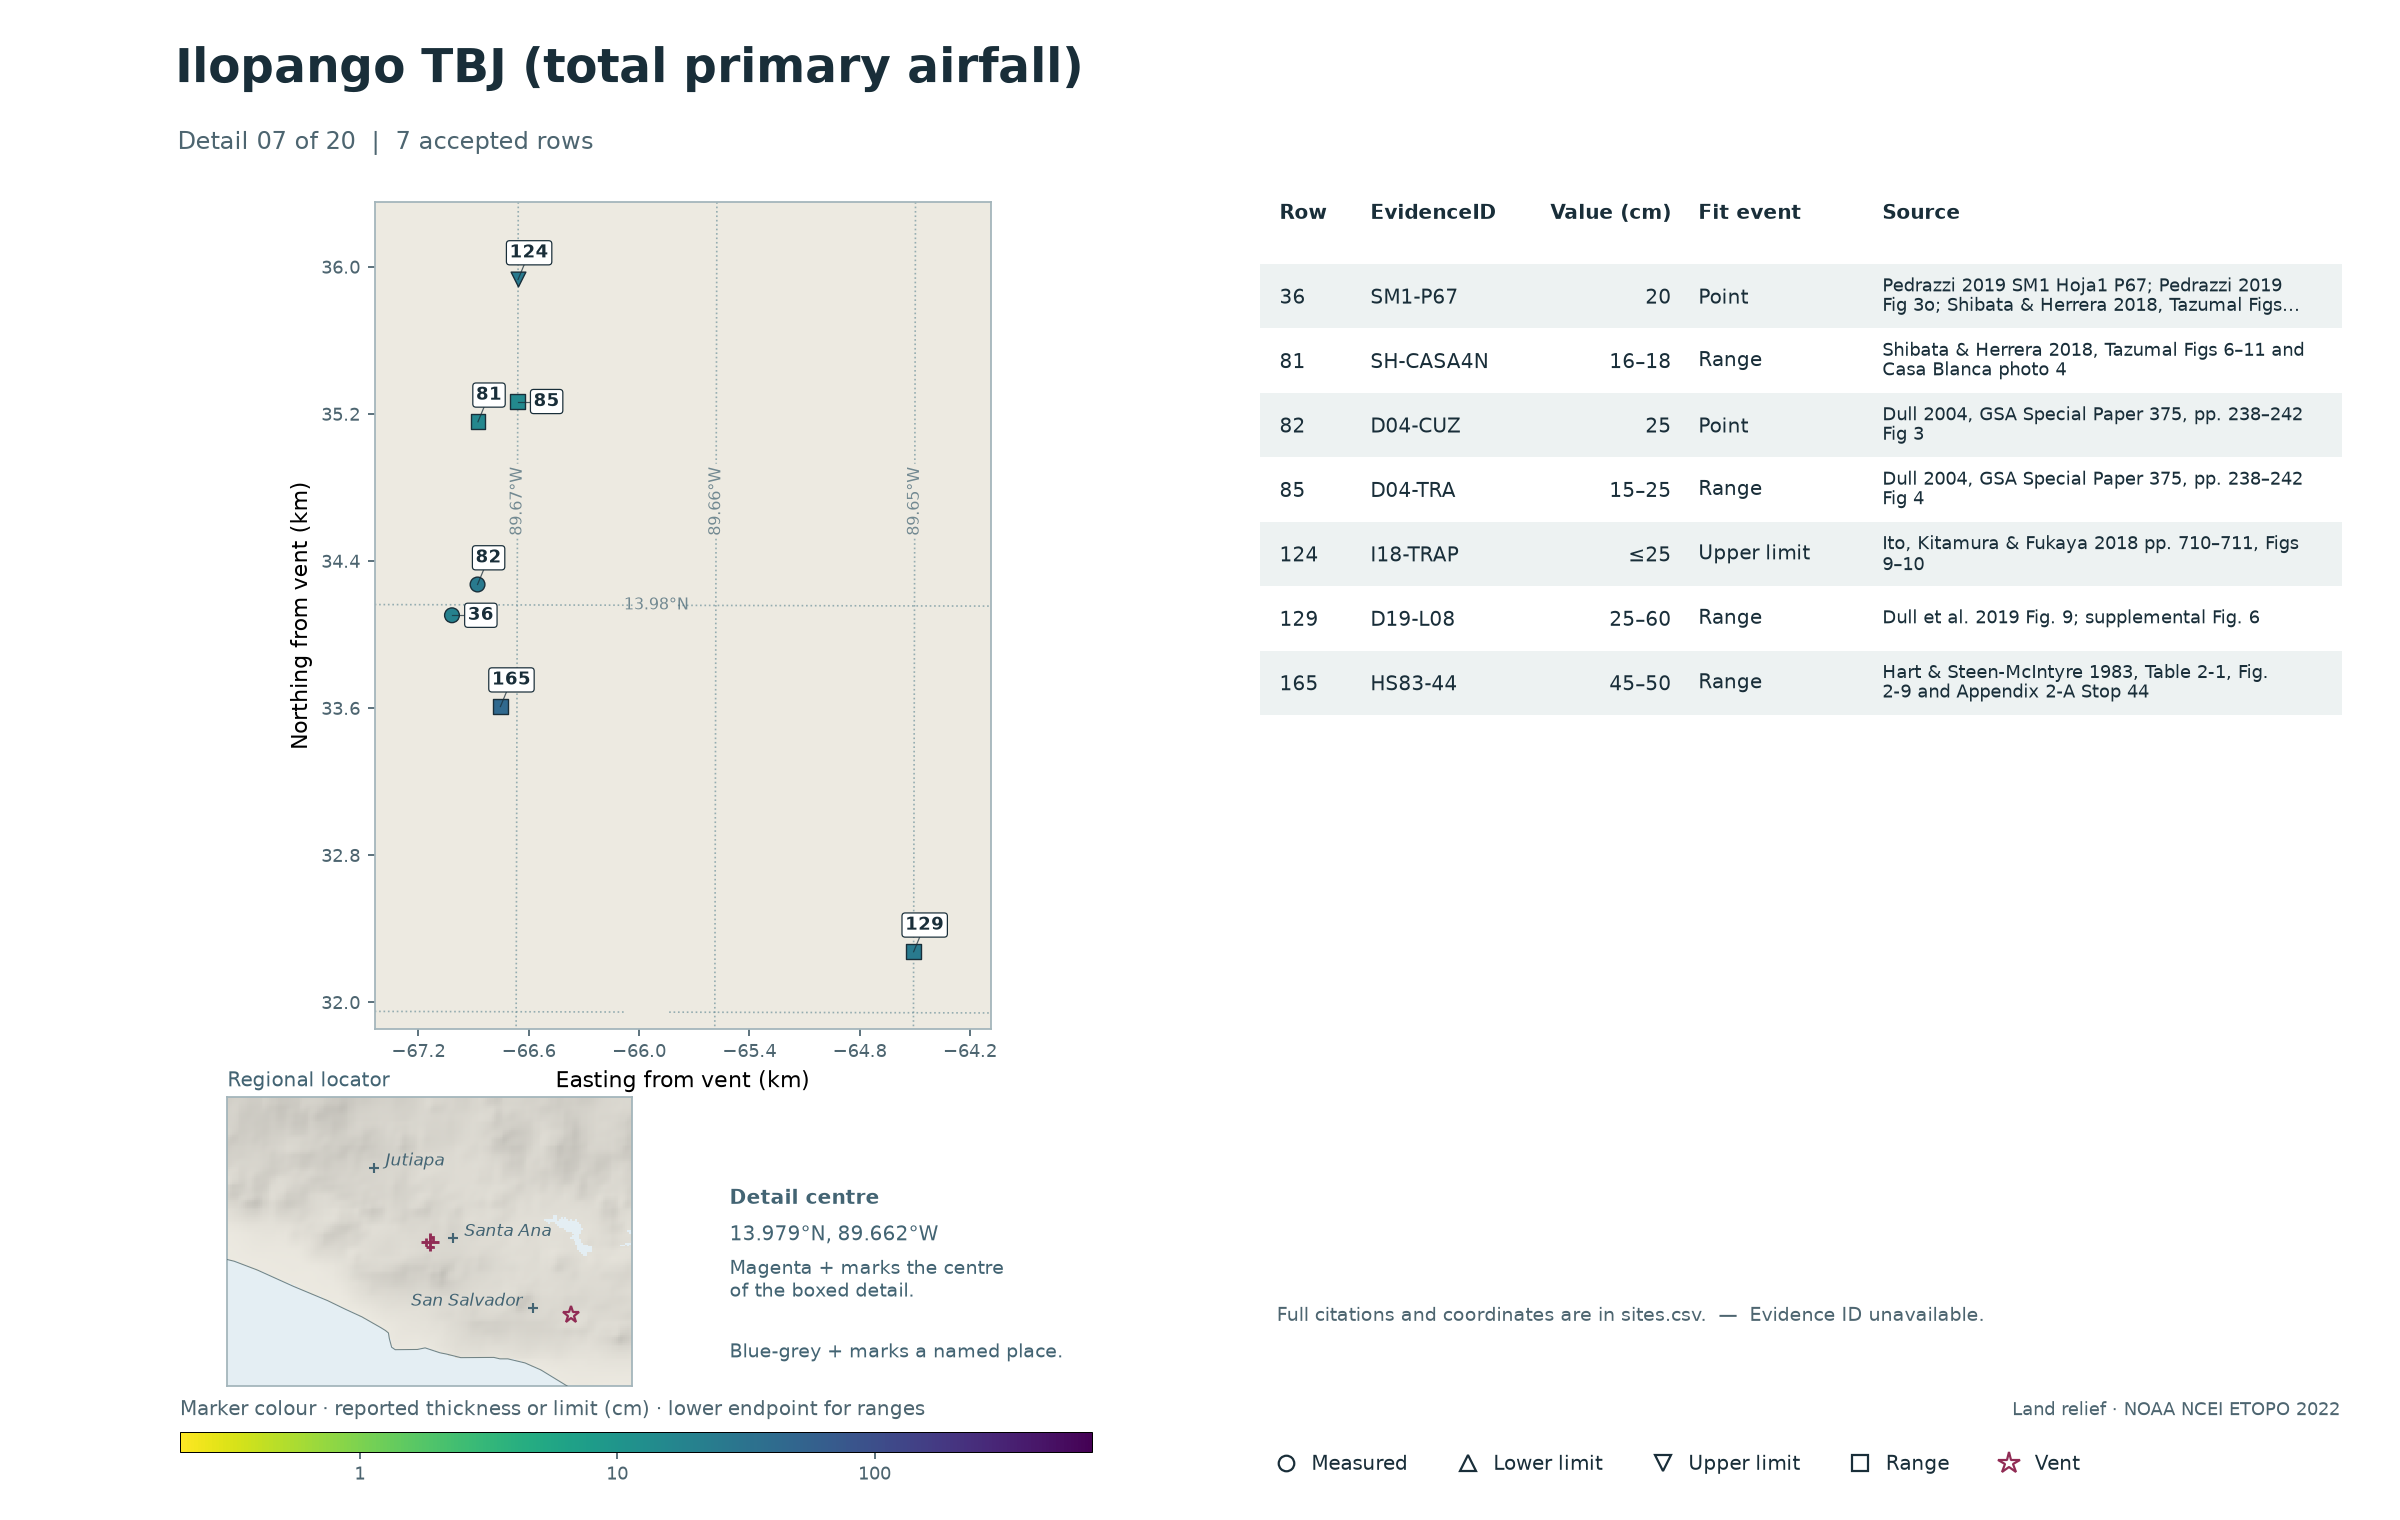 Ilopango TBJ (total primary airfall)
Detail 07 of 20 | 7 accepted rows
36.0
35.2
34.4
33.6
32.8
32.0
Northing from vent (km)
124
81
85
82
36
165
129
89.67°W
89.66°W
89.65°W
13.98°N
−67.2
−66.6
−66.0
−65.4
−64.8
−64.2
Easting from vent (km)
Row EvidenceID Value (cm) Fit event Source
36 SM1-P67 20 Point Pedrazzi 2019 SM1 Hoja1 P67; Pedrazzi 2019
Fig 3o; Shibata & Herrera 2018, Tazumal Figs…
81 SH-CASA4N 16–18 Range Shibata & Herrera 2018, Tazumal Figs 6–11 and
Casa Blanca photo 4
82 D04-CUZ 25 Point Dull 2004, GSA Special Paper 375, pp. 238–242
Fig 3
85 D04-TRA 15–25 Range Dull 2004, GSA Special Paper 375, pp. 238–242
Fig 4
124 I18-TRAP ≤25 Upper limit Ito, Kitamura & Fukaya 2018 pp. 710–711, Figs
9–10
129 D19-L08 25–60 Range Dull et al. 2019 Fig. 9; supplemental Fig. 6
165 HS83-44 45–50 Range Hart & Steen-McIntyre 1983, Table 2-1, Fig.
2-9 and Appendix 2-A Stop 44
Regional locator
Jutiapa
Santa Ana
San Salvador
Detail centre
13.979°N, 89.662°W
Magenta + marks the centre
of the boxed detail.
Blue-grey + marks a named place.
Full citations and coordinates are in sites.csv. — Evidence ID unavailable.
Marker colour · reported thickness or limit (cm) · lower endpoint for ranges
1
10
100
Land relief · NOAA NCEI ETOPO 2022
Measured
Lower limit
Upper limit
Range
Vent